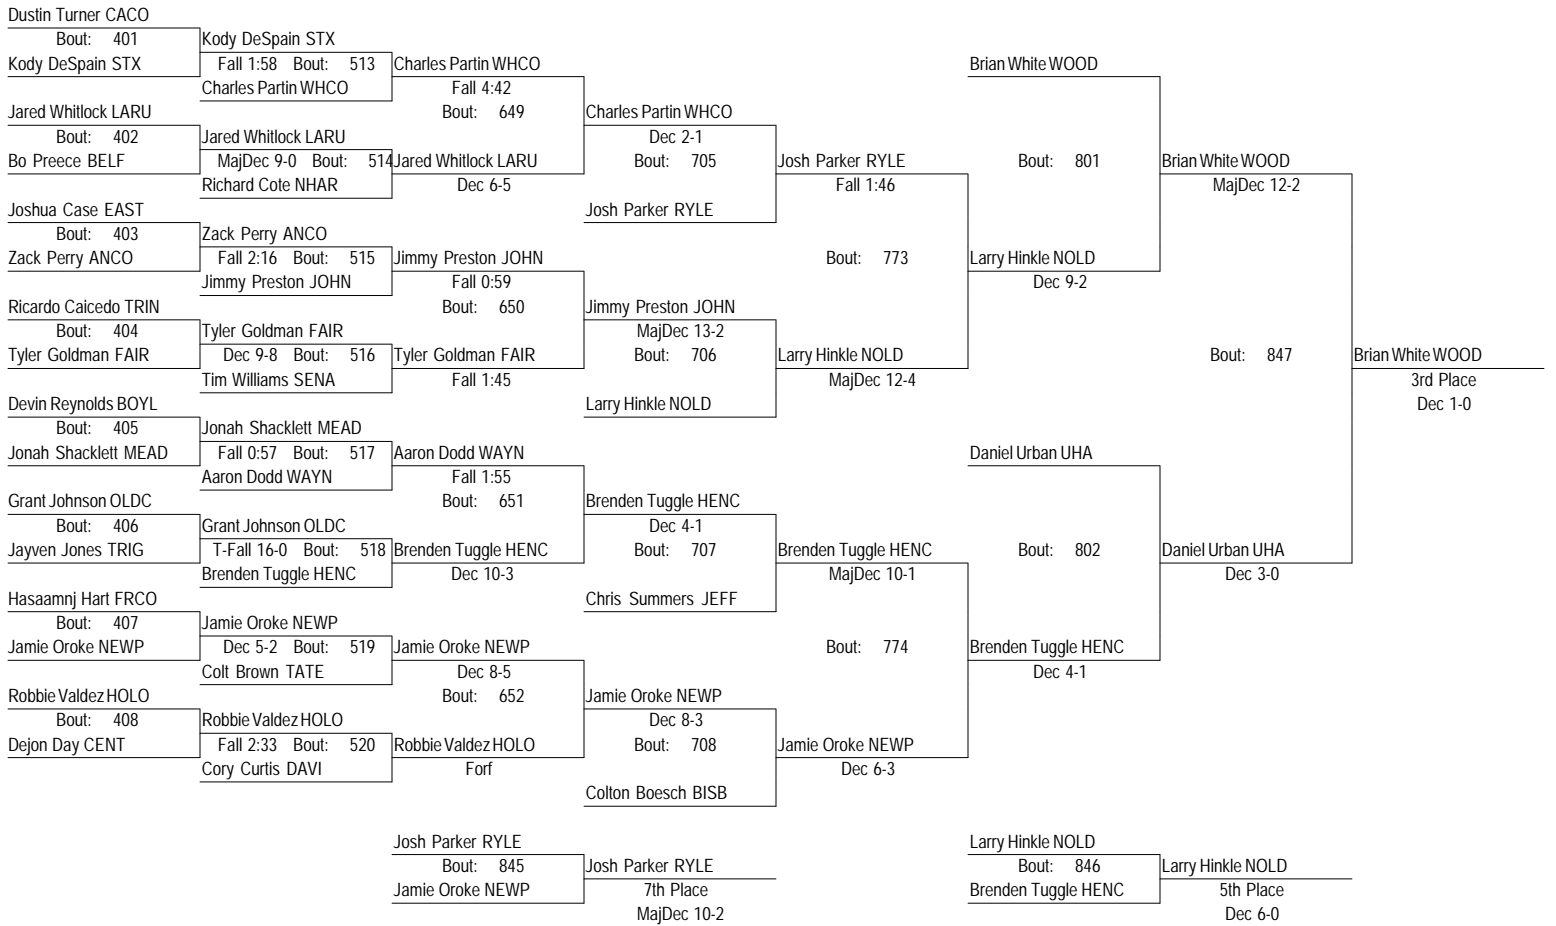 Dustin Turner CACO
Bout: 401 Kody DeSpain STX
Kody DeSpain STX Fall 1:58 Bout: 513 Charles Partin WHCO Brian White WOOD
Charles Partin WHCO Fall 4:42
Jared Whitlock LARU Bout: 649 Charles Partin WHCO
Bout: 402 Jared Whitlock LARU Dec 2-1
Bo Preece BELF MajDec 9-0 Bout: 514 Jared Whitlock LARU Bout: 705 Josh Parker RYLE Bout: 801 Brian White WOOD
Richard Cote NHAR Dec 6-5 Fall 1:46 MajDec 12-2
Joshua Case EAST Josh Parker RYLE
Bout: 403 Zack Perry ANCO
Zack Perry ANCO Fall 2:16 Bout: 515 Jimmy Preston JOHN Bout: 773 Larry Hinkle NOLD
Jimmy Preston JOHN Fall 0:59 Dec 9-2
Ricardo Caicedo TRIN Bout: 650 Jimmy Preston JOHN
Bout: 404 Tyler Goldman FAIR MajDec 13-2
Tyler Goldman FAIR Dec 9-8 Bout: 516 Tyler Goldman FAIR Bout: 706 Larry Hinkle NOLD Bout: 847 Brian White WOOD
Tim Williams SENA Fall 1:45 MajDec 12-4 3rd Place
Devin Reynolds BOYL Larry Hinkle NOLD Dec 1-0
Bout: 405 Jonah Shacklett MEAD
Jonah Shacklett MEAD Fall 0:57 Bout: 517 Aaron Dodd WAYN Daniel Urban UHA
Aaron Dodd WAYN Fall 1:55
Grant Johnson OLDC Bout: 651 Brenden Tuggle HENC
Bout: 406 Grant Johnson OLDC Dec 4-1
Jayven Jones TRIG T-Fall 16-0 Bout: 518 Brenden Tuggle HENC Bout: 707 Brenden Tuggle HENC Bout: 802 Daniel Urban UHA
Brenden Tuggle HENC Dec 10-3 MajDec 10-1 Dec 3-0
Hasaamnj Hart FRCO Chris Summers JEFF
Bout: 407 Jamie Oroke NEWP
Jamie Oroke NEWP Dec 5-2 Bout: 519 Jamie Oroke NEWP Bout: 774 Brenden Tuggle HENC
Colt Brown TATE Dec 8-5 Dec 4-1
Robbie Valdez HOLO Bout: 652 Jamie Oroke NEWP
Bout: 408 Robbie Valdez HOLO Dec 8-3
Dejon Day CENT Fall 2:33 Bout: 520 Robbie Valdez HOLO Bout: 708 Jamie Oroke NEWP
Cory Curtis DAVI Forf Dec 6-3
Colton Boesch BISB
Josh Parker RYLE Larry Hinkle NOLD
Bout: 845 Josh Parker RYLE Bout: 846 Larry Hinkle NOLD
Jamie Oroke NEWP 7th Place Brenden Tuggle HENC 5th Place
MajDec 10-2 Dec 6-0